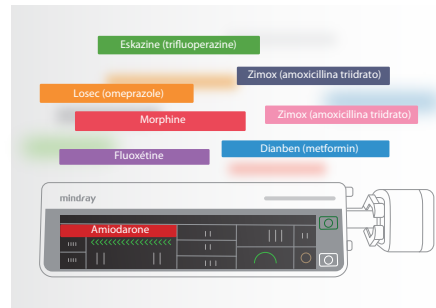 Eskazine (trifluoperazine)
Zimox (amoxicillina triidrato)
Losec (omeprazole)
Zimox (amoxicillina triidrato)
Morphine
Dianben (metformin)
Fluoxétine
mindray
Amiodarone